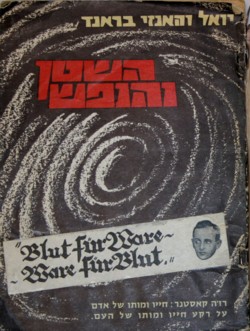 יואל והאנזי בראנד
השטן
והנפש
"Blut für Ware -
Ware für Blut."
רודה קאסטנר: חייו ומותו של אדם
על רקע חייו ומותו של העם.